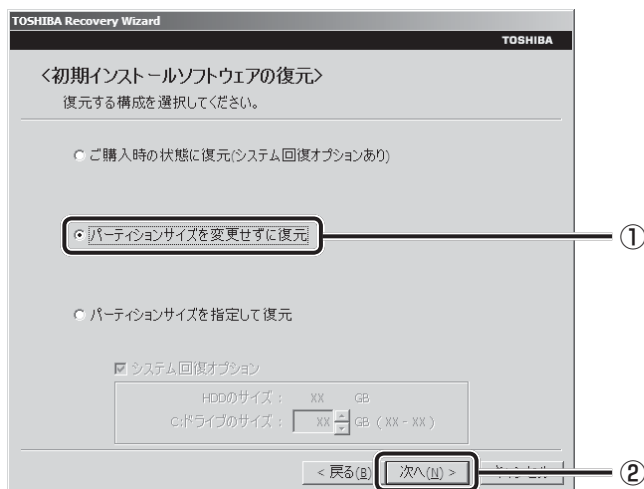 TOSHIBA Recovery Wizard
TOSHIBA
<初期インストールソフトウェアの復元>
復元する構成を選択してください。
ご購入時の状態に復元(システム回復オプションあり)
パーティションサイズを変更せずに復元
①
パーティションサイズを指定して復元
システム回復オプション
HDDのサイズ： XX GB
C:ドライブのサイズ： XX GB ( XX - XX )
< 戻る(B) 次へ(N) > キャンセル
②